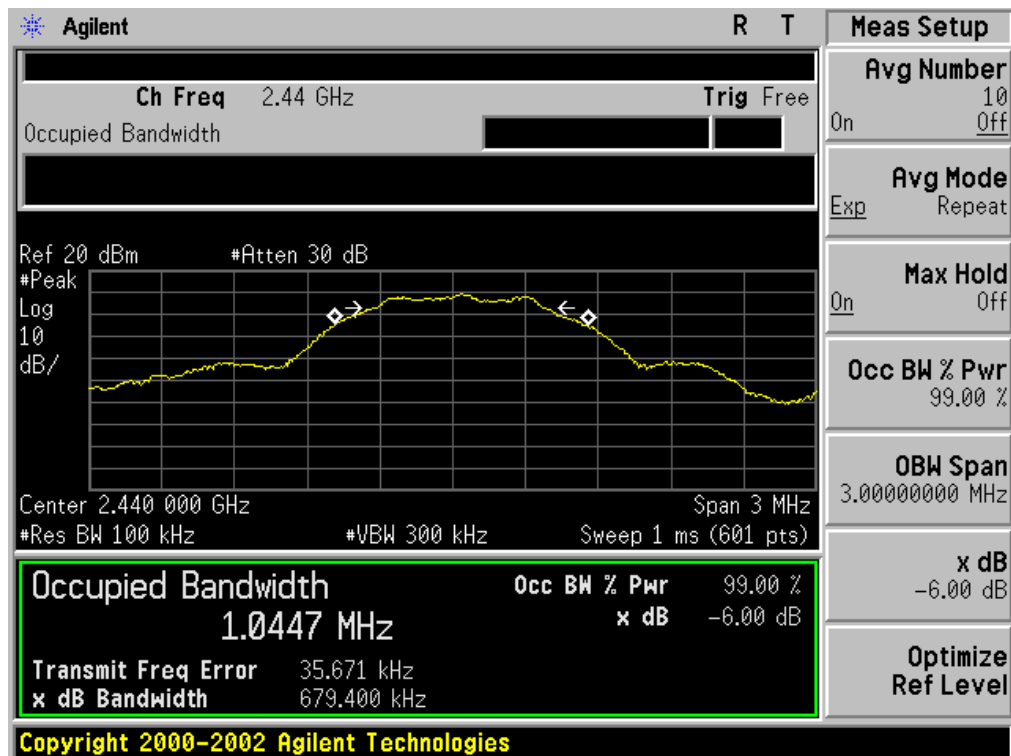 Agilent R T
Ch Freq 2.44 GHz Trig Free
Occupied Bandwidth
Ref 20 dBm #Atten 30 dB
#Peak
Log
10
dB/
Center 2.440 000 GHz Span 3 MHz
#Res BW 100 kHz #VBW 300 kHz Sweep 1 ms (601 pts)
Occupied Bandwidth
1.0447 MHz
Occ BW % Pwr 99.00 %
x dB -6.00 dB
Transmit Freq Error 35.671 kHz
x dB Bandwidth 679.400 kHz
Copyright 2000-2002 Agilent Technologies
Meas Setup
Avg Number
10
On Off
Avg Mode
Exp Repeat
Max Hold
On Off
Occ BW % Pwr
99.00 %
OBW Span
3.00000000 MHz
x dB
-6.00 dB
Optimize
Ref Level